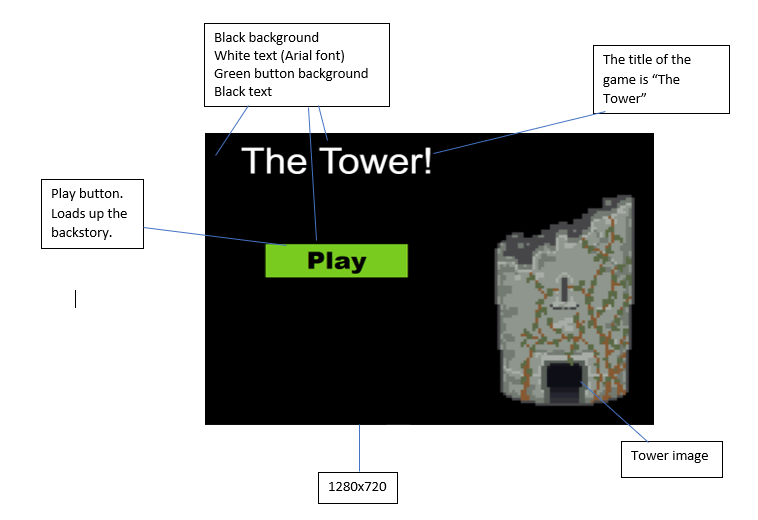 Black background
White text (Arial font)
Green button background
Black text
The title of the
game is “The
Tower”
The Tower!
Play button.
Loads up the
backstory.
Play
Tower image
1280x720